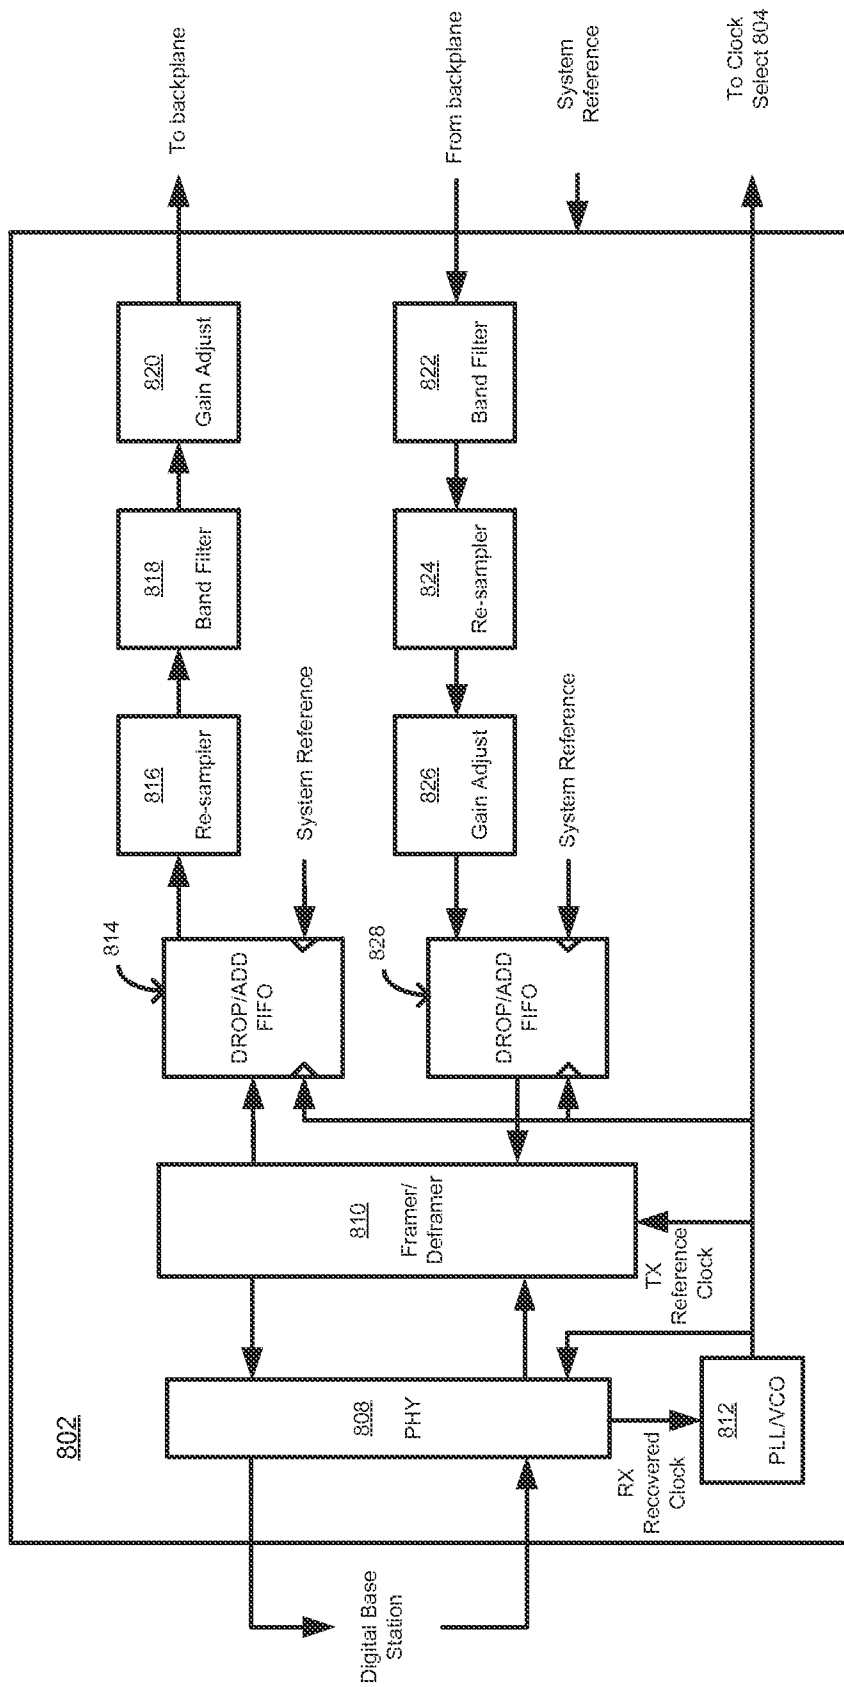 802
Digital Base
Station
808
PHY
RX
Recovered
Clock
812
PLL/VCO
810
Framer/
Deframer
TX
Reference
Clock
814
DROP/ADD
FIFO
System Reference
828
DROP/ADD
FIFO
System Reference
816
Re-sampler
818
Band Filter
820
Gain Adjust
826
Gain Adjust
824
Re-sampler
822
Band Filter
To backplane
From backplane
System
Reference
To Clock
Select 804